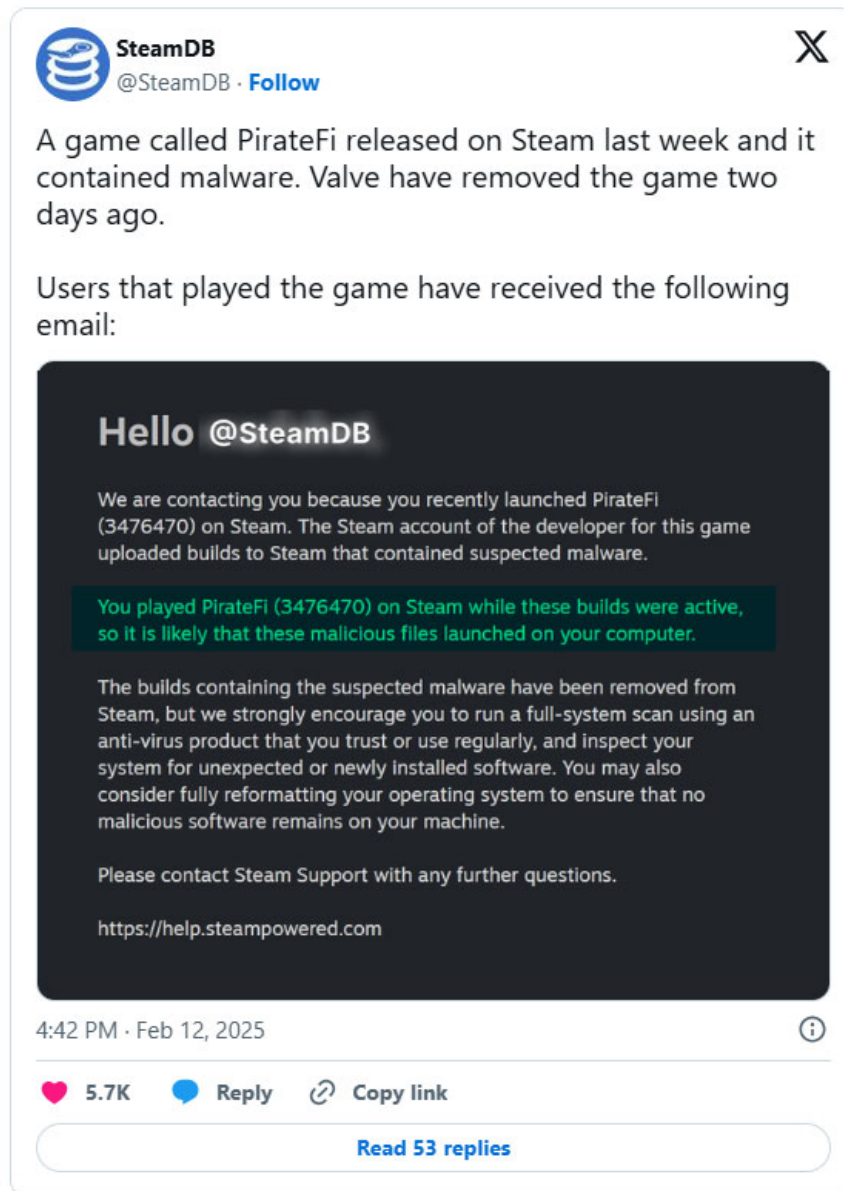 SteamDB
@SteamDB · Follow
A game called PirateFi released on Steam last week and it
contained malware. Valve have removed the game two
days ago.
Users that played the game have received the following
email:
Hello @SteamDB
We are contacting you because you recently launched PirateFi
(3476470) on Steam. The Steam account of the developer for this game
uploaded builds to Steam that contained suspected malware.
You played PirateFi (3476470) on Steam while these builds were active,
so it is likely that these malicious files launched on your computer.
The builds containing the suspected malware have been removed from
Steam, but we strongly encourage you to run a full-system scan using an
anti-virus product that you trust or use regularly, and inspect your
system for unexpected or newly installed software. You may also
consider fully reformatting your operating system to ensure that no
malicious software remains on your machine.
Please contact Steam Support with any further questions.
https://help.steampowered.com
4:42 PM · Feb 12, 2025
5.7K Reply Copy link
Read 53 replies